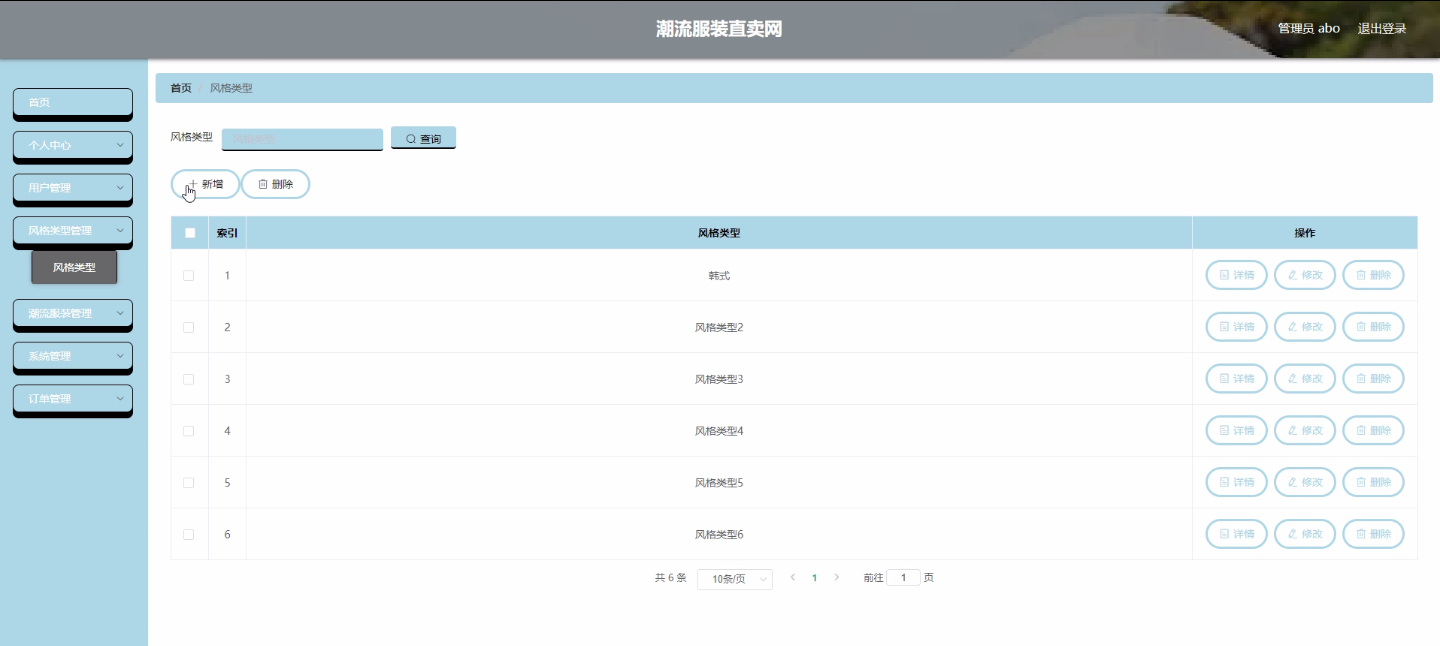 潮流服装直卖网
管理员 abo 退出登录
首页
个人中心
用户管理
风格类型管理
风格类型
潮流服装管理
系统管理
订单管理
首页 / 风格类型
风格类型 风格类型 查询
新增 删除
索引 风格类型 操作
1 韩式 详情 修改 删除
2 风格类型2 详情 修改 删除
3 风格类型3 详情 修改 删除
4 风格类型4 详情 修改 删除
5 风格类型5 详情 修改 删除
6 风格类型6 详情 修改 删除
共 6 条 10条/页 1 前往 1 页